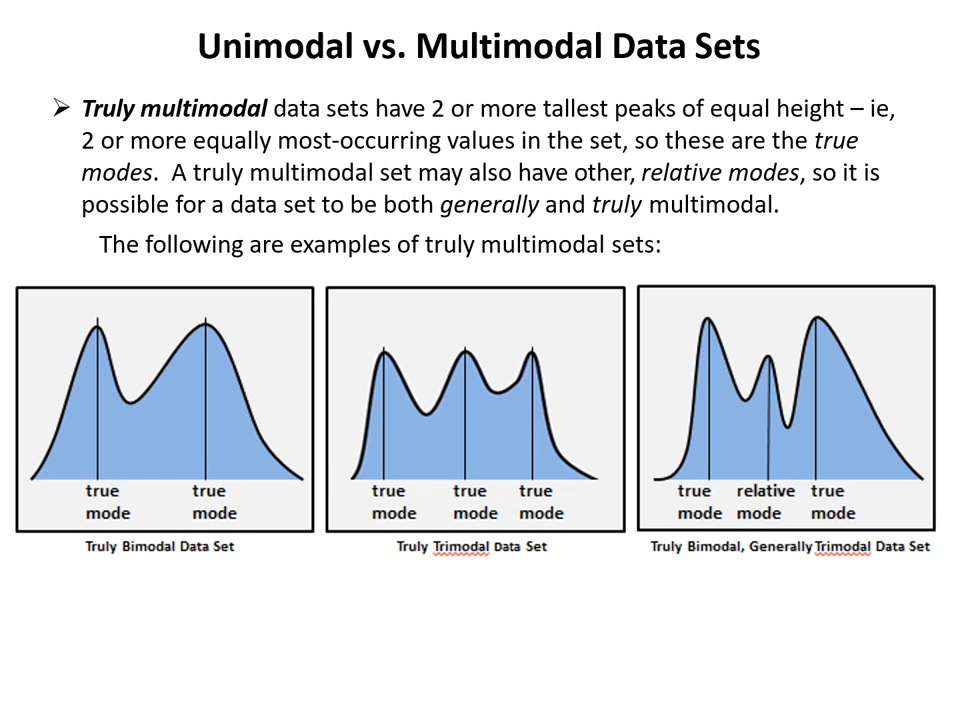 Unimodal vs. Multimodal Data Sets
➢ Truly multimodal data sets have 2 or more tallest peaks of equal height – ie,
2 or more equally most-occurring values in the set, so these are the true
modes.  A truly multimodal set may also have other, relative modes, so it is
possible for a data set to be both generally and truly multimodal.
The following are examples of truly multimodal sets:
true mode
true mode
Truly Bimodal Data Set
true mode
true mode
true mode
Truly Trimodal Data Set
true mode
relative mode
true mode
Truly Bimodal, Generally Trimodal Data Set